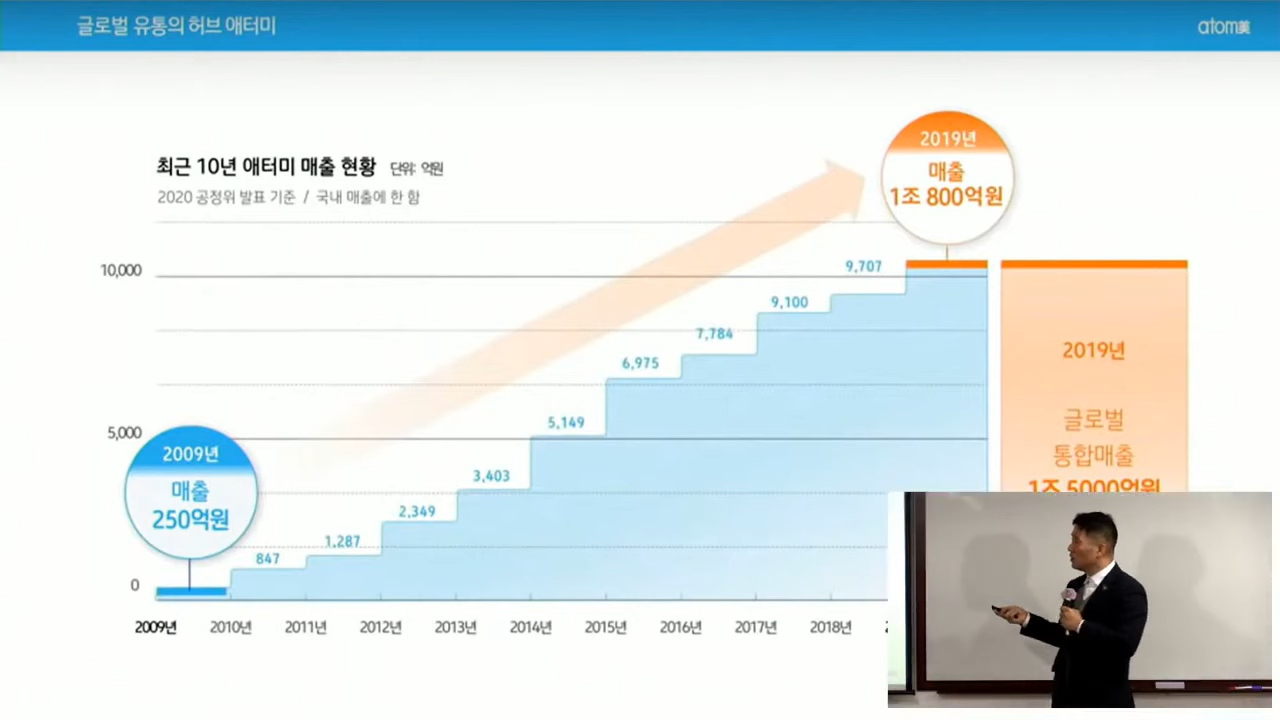 글로벌 유통의 허브 애터미
atom美
최근 10년 애터미 매출 현황 단위: 억원
2020 공정위 발표 기준 / 국내 매출에 한 함
2019년
매출
1조 800억원
10,000
5,000
0
2009년
매출
250억원
847
1,287
2,349
3,403
5,149
6,975
7,784
9,100
9,707
2019년
글로벌
통합매출
1조 5000억원
2009년 2010년 2011년 2012년 2013년 2014년 2015년 2016년 2017년 2018년